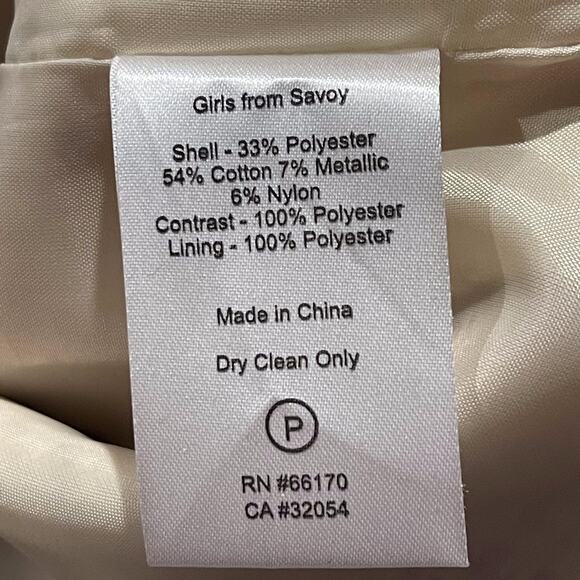 Girls from Savoy
Shell - 33% Polyester
54% Cotton 7% Metallic
6% Nylon
Contrast - 100% Polyester
Lining - 100% Polyester
Made in China
Dry Clean Only
P
RN #66170
CA #32054